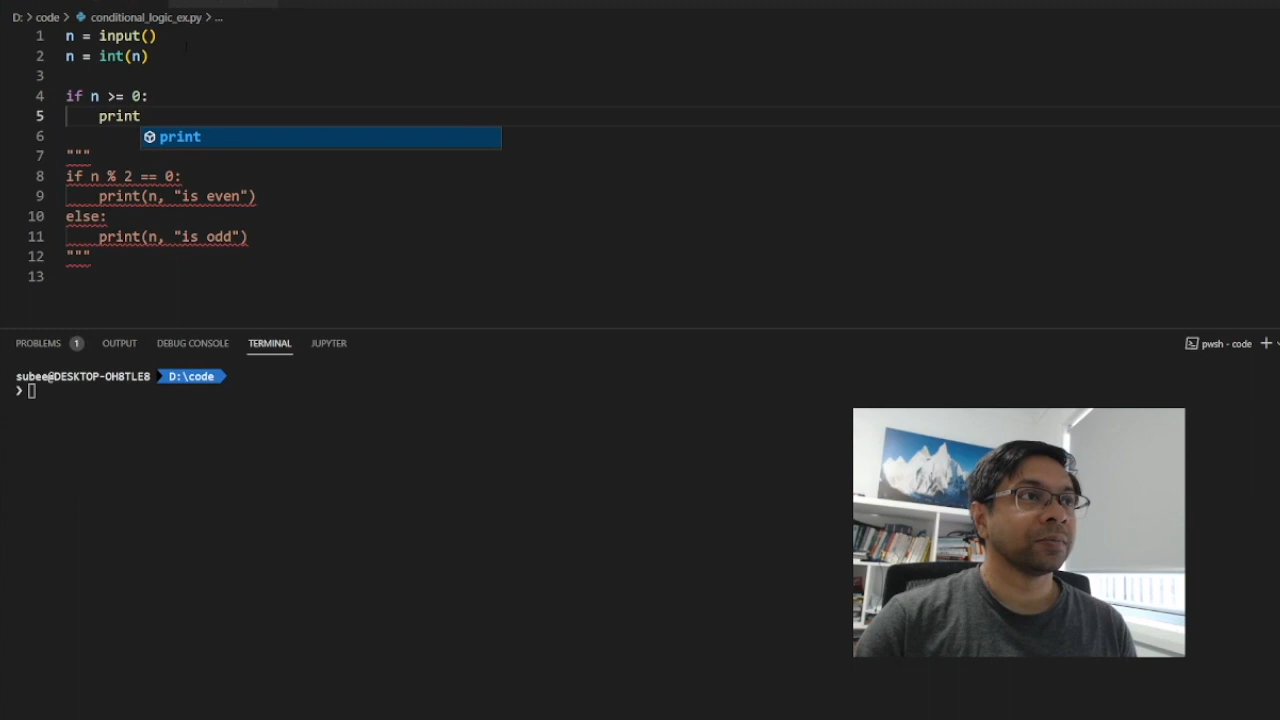 D: > code > conditional_logic_ex.py > ...
1 n = input()
2 n = int(n)
3
4 if n >= 0:
5     print
print
6
7 """
8 if n % 2 == 0:
9     print(n, "is even")
10 else:
11     print(n, "is odd")
12 """
13
PROBLEMS 1 OUTPUT DEBUG CONSOLE TERMINAL JUPYTER pwsh - code +
subee@DESKTOP-OH8TLE8 D:\code
❯